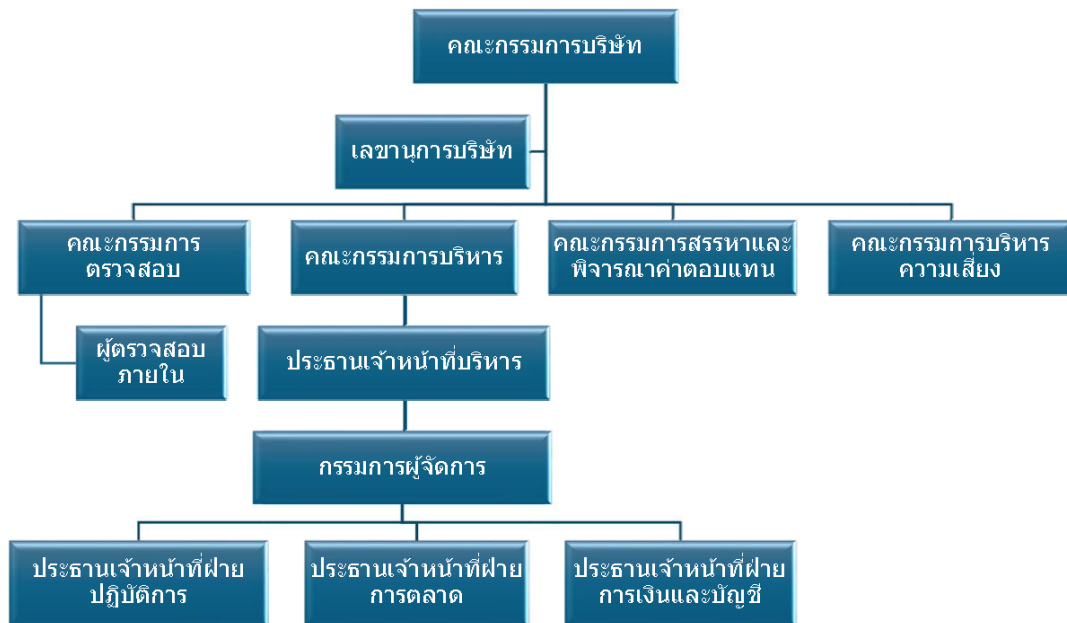 คณะกรรมการบริษัท
เลขานุการบริษัท
คณะกรรมการ
ตรวจสอบ
คณะกรรมการบริหาร
คณะกรรมการสรรหาและ
พิจารณาค่าตอบแทน
คณะกรรมการบริหาร
ความเสี่ยง
ผู้ตรวจสอบ
ภายใน
ประธานเจ้าหน้าที่บริหาร
กรรมการผู้จัดการ
ประธานเจ้าหน้าที่ฝ่าย
ปฏิบัติการ
ประธานเจ้าหน้าที่ฝ่าย
การตลาด
ประธานเจ้าหน้าที่ฝ่าย
การเงินและบัญชี